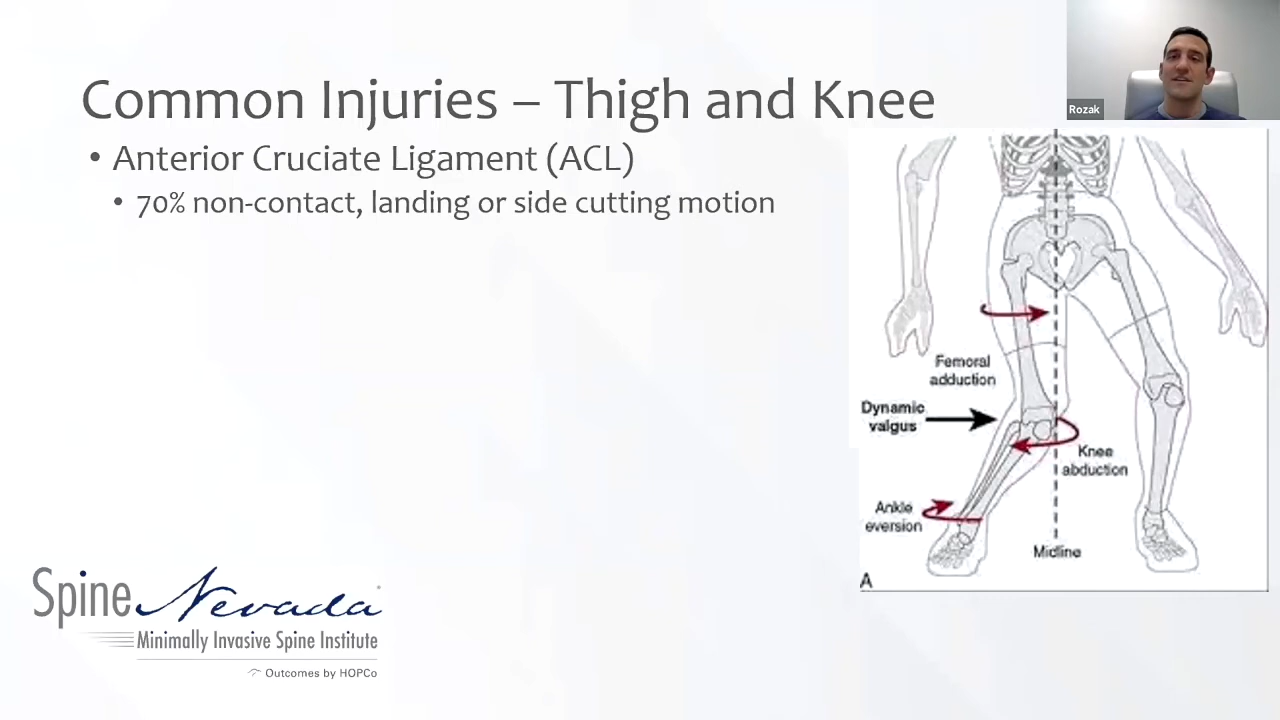 Common Injuries – Thigh and Knee
Rozak
• Anterior Cruciate Ligament (ACL)
• 70% non-contact, landing or side cutting motion
Femoral
adduction
Dynamic
valgus
Knee
abduction
Ankle
eversion
Midline
A
Spine Nevada
Minimally Invasive Spine Institute
Outcomes by HOPCo